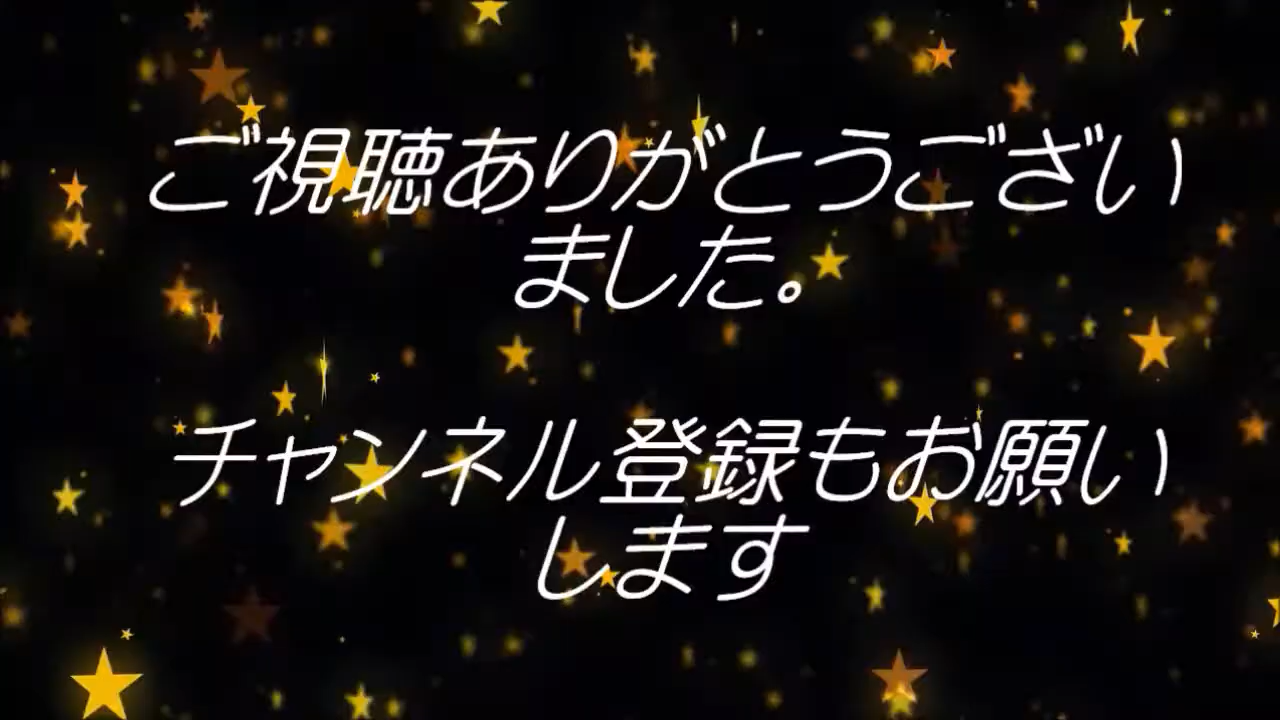 ご視聴ありがとうござい
ました。
チャンネル登録もお願い
します